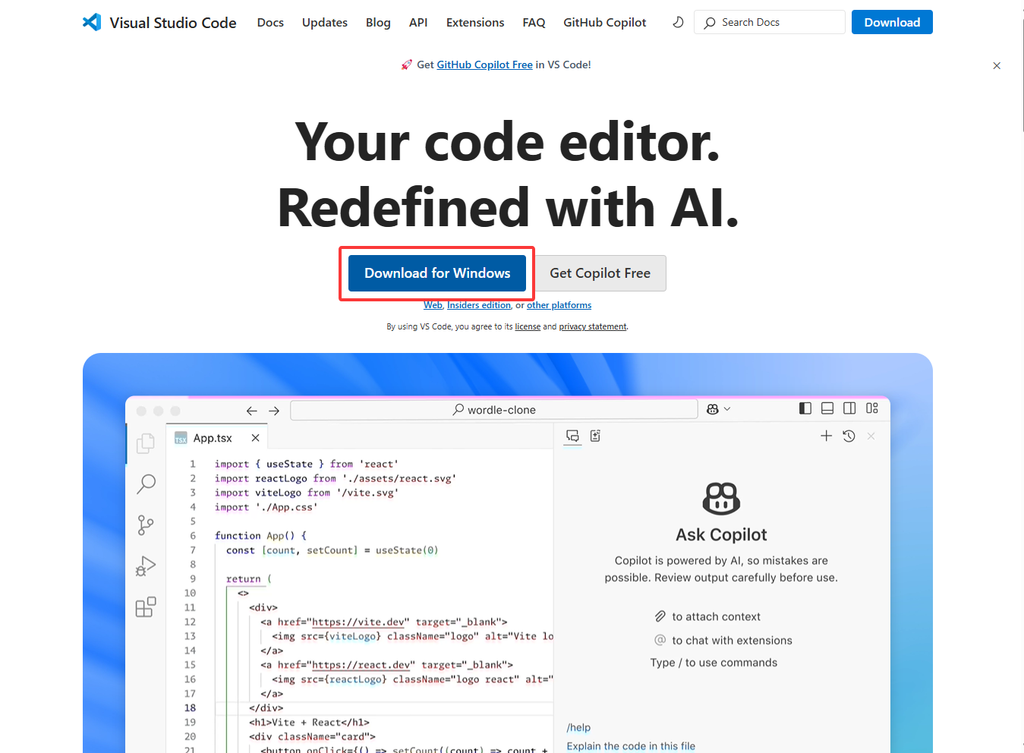 Visual Studio Code Docs Updates Blog API Extensions FAQ GitHub Copilot Search Docs Download
🚀 Get GitHub Copilot Free in VS Code!
Your code editor.
Redefined with AI.
Download for Windows Get Copilot Free
Web, Insiders edition, or other platforms
By using VS Code, you agree to its license and privacy statement.
wordle-clone
TSX App.tsx
1 import { useState } from 'react'
2 import reactLogo from './assets/react.svg'
3 import viteLogo from '/vite.svg'
4 import './App.css'
5
6 function App() {
7 const [count, setCount] = useState(0)
8
9 return (
10 <>
11 <div>
12 <a href="https://vite.dev" target="_blank">
13 <img src={viteLogo} className="logo" alt="Vite lo
14 </a>
15 <a href="https://react.dev" target="_blank">
16 <img src={reactLogo} className="logo react" alt="
17 </a>
18 </div>
19 <h1>Vite + React</h1>
20 <div className="card">
21 <button onClick={() => setCount((count) => count +
Ask Copilot
Copilot is powered by AI, so mistakes are
possible. Review output carefully before use.
to attach context
@ to chat with extensions
Type / to use commands
/help
Explain the code in this file